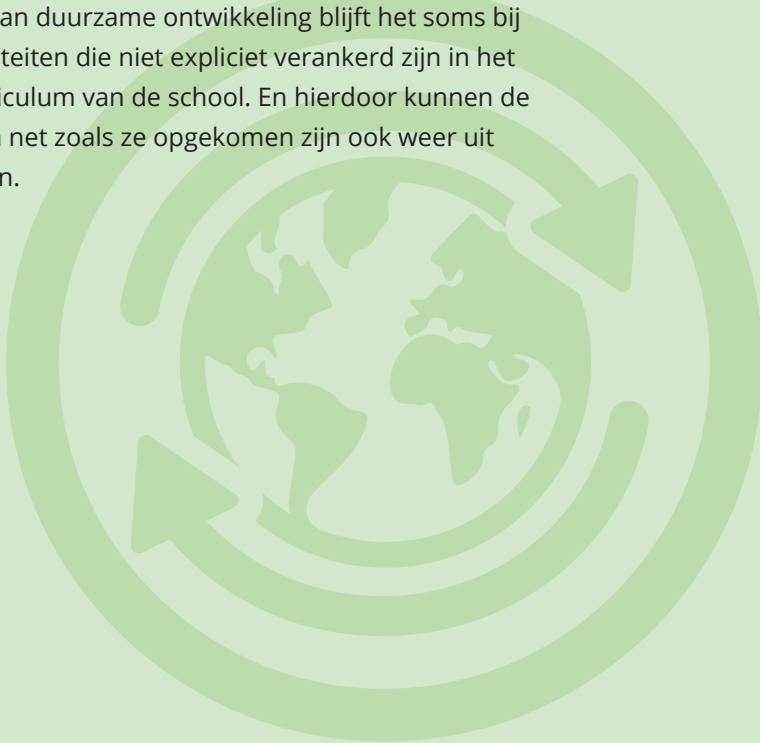 an duurzame ontwikkeling blijft het soms bij
teiten die niet expliciet verankerd zijn in het
iculum van de school. En hierdoor kunnen de
net zoals ze opgekomen zijn ook weer uit
n.